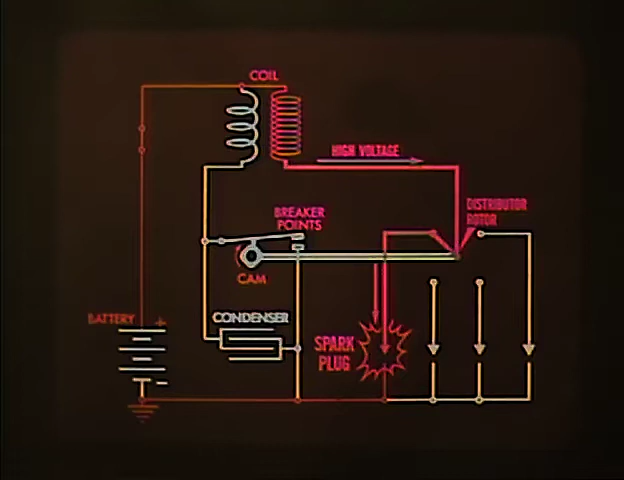 COIL
HIGH VOLTAGE
DISTRIBUTOR
ROTOR
BREAKER
POINTS
CAM
BATTERY
+
CONDENSER
SPARK
PLUG
-